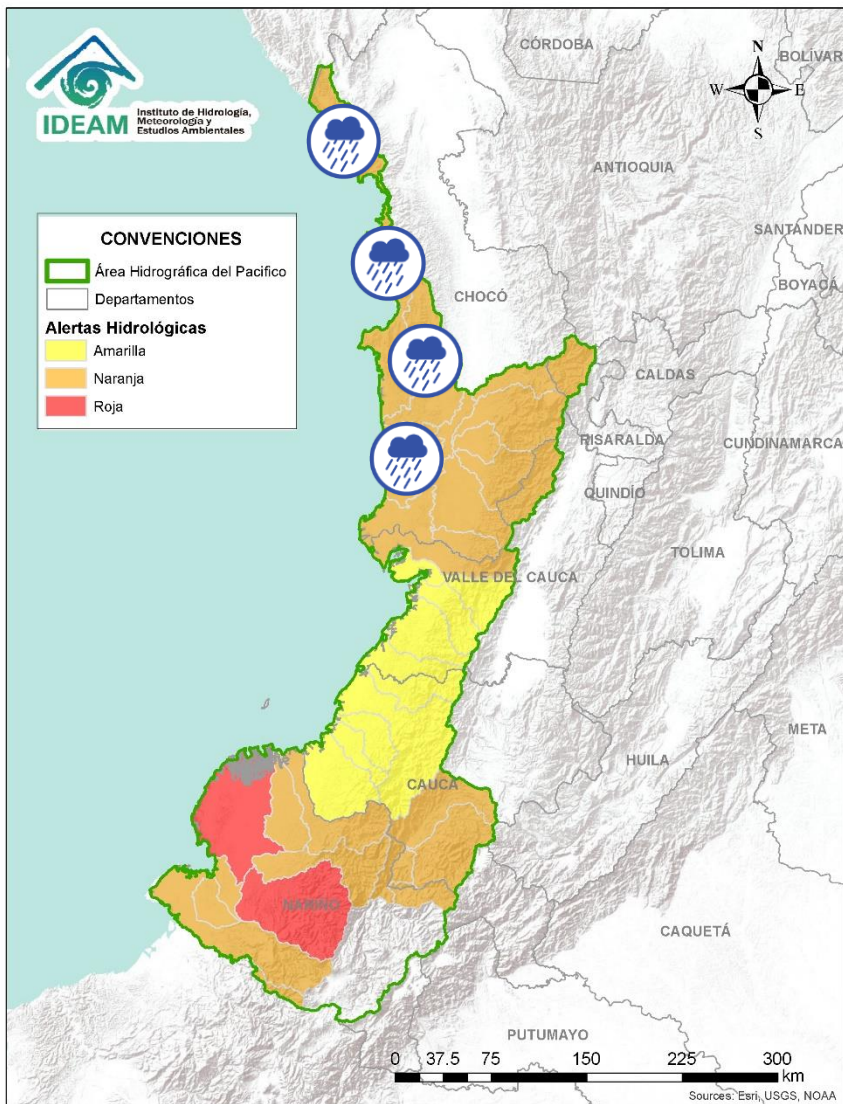 IDEAM
Instituto de Hidrología,
Meteorología y
Estudios Ambientales
N
W
E
S
CONVENCIONES
Área Hidrográfica del Pacifico
Departamentos
Alertas Hidrológicas
Amarilla
Naranja
Roja
CÓRDOBA
BOLÍVAR
ANTIOQUIA
SANTANDER
BOYACÁ
CHOCÓ
CALDAS
RISARALDA
CUNDINAMARCA
QUINDÍO
TOLIMA
VALLE DEL CAUCA
META
HUILA
CAUCA
NARIÑO
CAQUETÁ
PUTUMAYO
0 37.5 75 150 225 300
km
Sources: Esri, USGS, NOAA